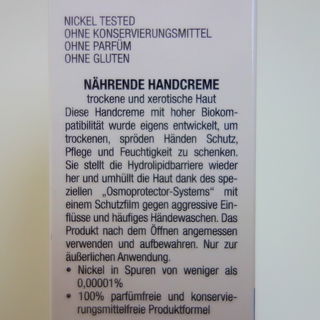 NICKEL TESTED
OHNE KONSERVIERUNGSMITTEL
OHNE PARFÜM
OHNE GLUTEN
NÄHRENDE HANDCREME
trockene und xerotische Haut
Diese Handcreme mit hoher Biokom-
patibilität wurde eigens entwickelt, um
trockenen, spröden Händen Schutz,
Pflege und Feuchtigkeit zu schenken.
Sie stellt die Hydrolipidbarriere wieder
her und umhüllt die Haut dank des spe-
ziellen „Osmoprotector-Systems“ mit
einem Schutzfilm gegen aggressive Ein-
flüsse und häufiges Händewaschen. Das
Produkt nach dem Öffnen angemessen
verwenden und aufbewahren. Nur zur
äußerlichen Anwendung.
• Nickel in Spuren von weniger als
0,00001%
• 100% parfümfreie und konservie-
rungsmittelfreie Produktformel